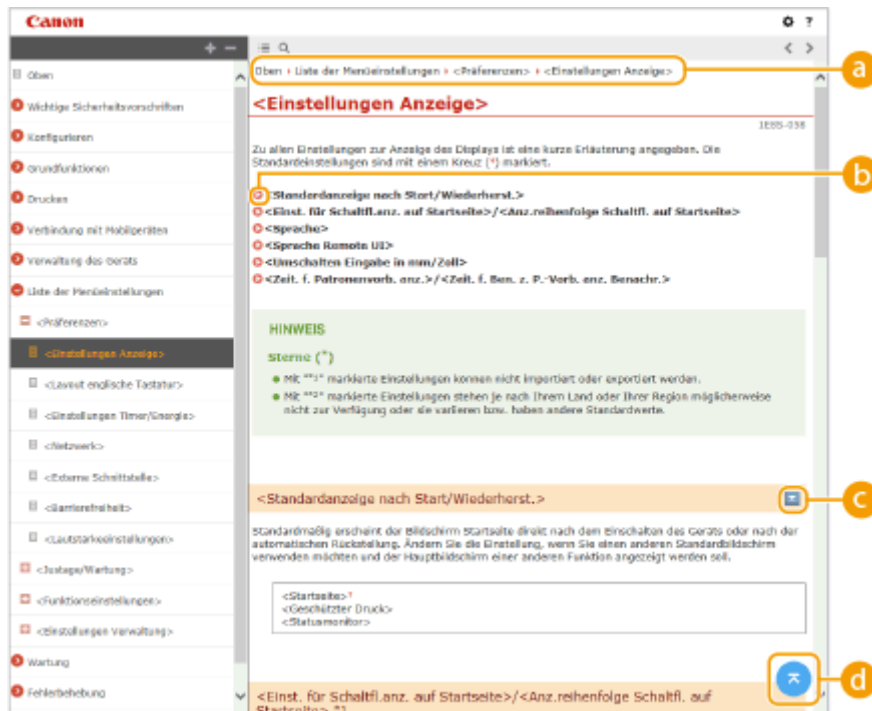 Canon
?
+ −
Oben
Wichtige Sicherheitsvorschriften
Konfigurieren
Grundfunktionen
Drucken
Verbindung mit Mobilgeräten
Verwaltung des Geräts
Liste der Menüeinstellungen
<Präferenzen>
<Einstellungen Anzeige>
<Layout englische Tastatur>
<Einstellungen Timer/Energie>
<Netzwerk>
<Externe Schnittstelle>
<Barrierefreiheit>
<Lautstärkeeinstellungen>
<Justage/Wartung>
<Funktionseinstellungen>
<Einstellungen Verwaltung>
Wartung
Fehlerbehebung
Oben › Liste der Menüeinstellungen › <Präferenzen> › <Einstellungen Anzeige>
a
<Einstellungen Anzeige>
1E8S-038
Zu allen Einstellungen zur Anzeige des Displays ist eine kurze Erläuterung angegeben. Die
Standardeinstellungen sind mit einem Kreuz (*) markiert.
b
<Standardanzeige nach Start/Wiederherst.>
<Einst. für Schaltfl.anz. auf Startseite>/<Anz.reihenfolge Schaltfl. auf Startseite>
<Sprache>
<Sprache Remote UI>
<Umschalten Eingabe in mm/Zoll>
<Zeit. f. Patronenvorb. anz.>/<Zeit. f. Ben. z. P.-Vorb. anz. Benachr.>
HINWEIS
Sterne (*)
Mit "*1" markierte Einstellungen können nicht importiert oder exportiert werden.
Mit "*2" markierte Einstellungen stehen je nach Ihrem Land oder Ihrer Region möglicherweise
nicht zur Verfügung oder sie variieren bzw. haben andere Standardwerte.
<Standardanzeige nach Start/Wiederherst.>
c
Standardmäßig erscheint der Bildschirm Startseite direkt nach dem Einschalten des Geräts oder nach der
automatischen Rückstellung. Ändern Sie die Einstellung, wenn Sie einen anderen Standardbildschirm
verwenden möchten und der Hauptbildschirm einer anderen Funktion angezeigt werden soll.
<Startseite>*
<Geschützter Druck>
<Statusmonitor>
d
<Einst. für Schaltfl.anz. auf Startseite>/<Anz.reihenfolge Schaltfl. auf
Startseite> *1